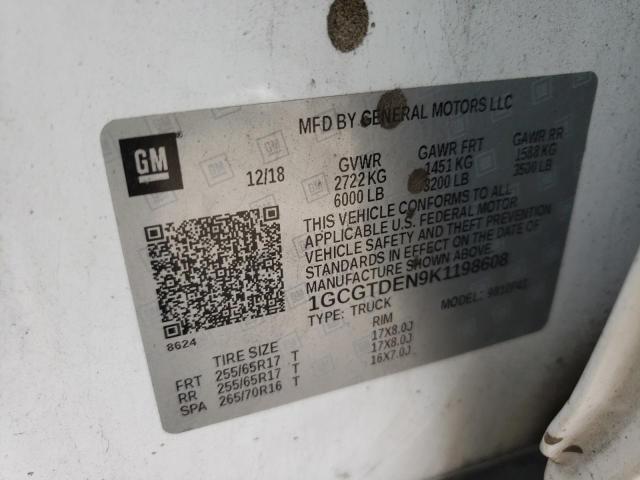 MFD BY GENERAL MOTORS LLC
GM
12/18
GVWR
2722 KG
6000 LB
GAWR FRT
1451 KG
3200 LB
GAWR RR
1588 KG
3500 LB
THIS VEHICLE CONFORMS TO ALL
APPLICABLE U.S. FEDERAL MOTOR
VEHICLE SAFETY AND THEFT PREVENTION
STANDARDS IN EFFECT ON THE DATE OF
MANUFACTURE SHOWN ABOVE.
1GCGTDEN9K1198608
TYPE: TRUCK
MODEL:
8624
TIRE SIZE RIM
FRT 255/65R17 T 17X8.0J
RR 255/65R17 T 17X8.0J
SPA 265/70R16 T 16X7.0J